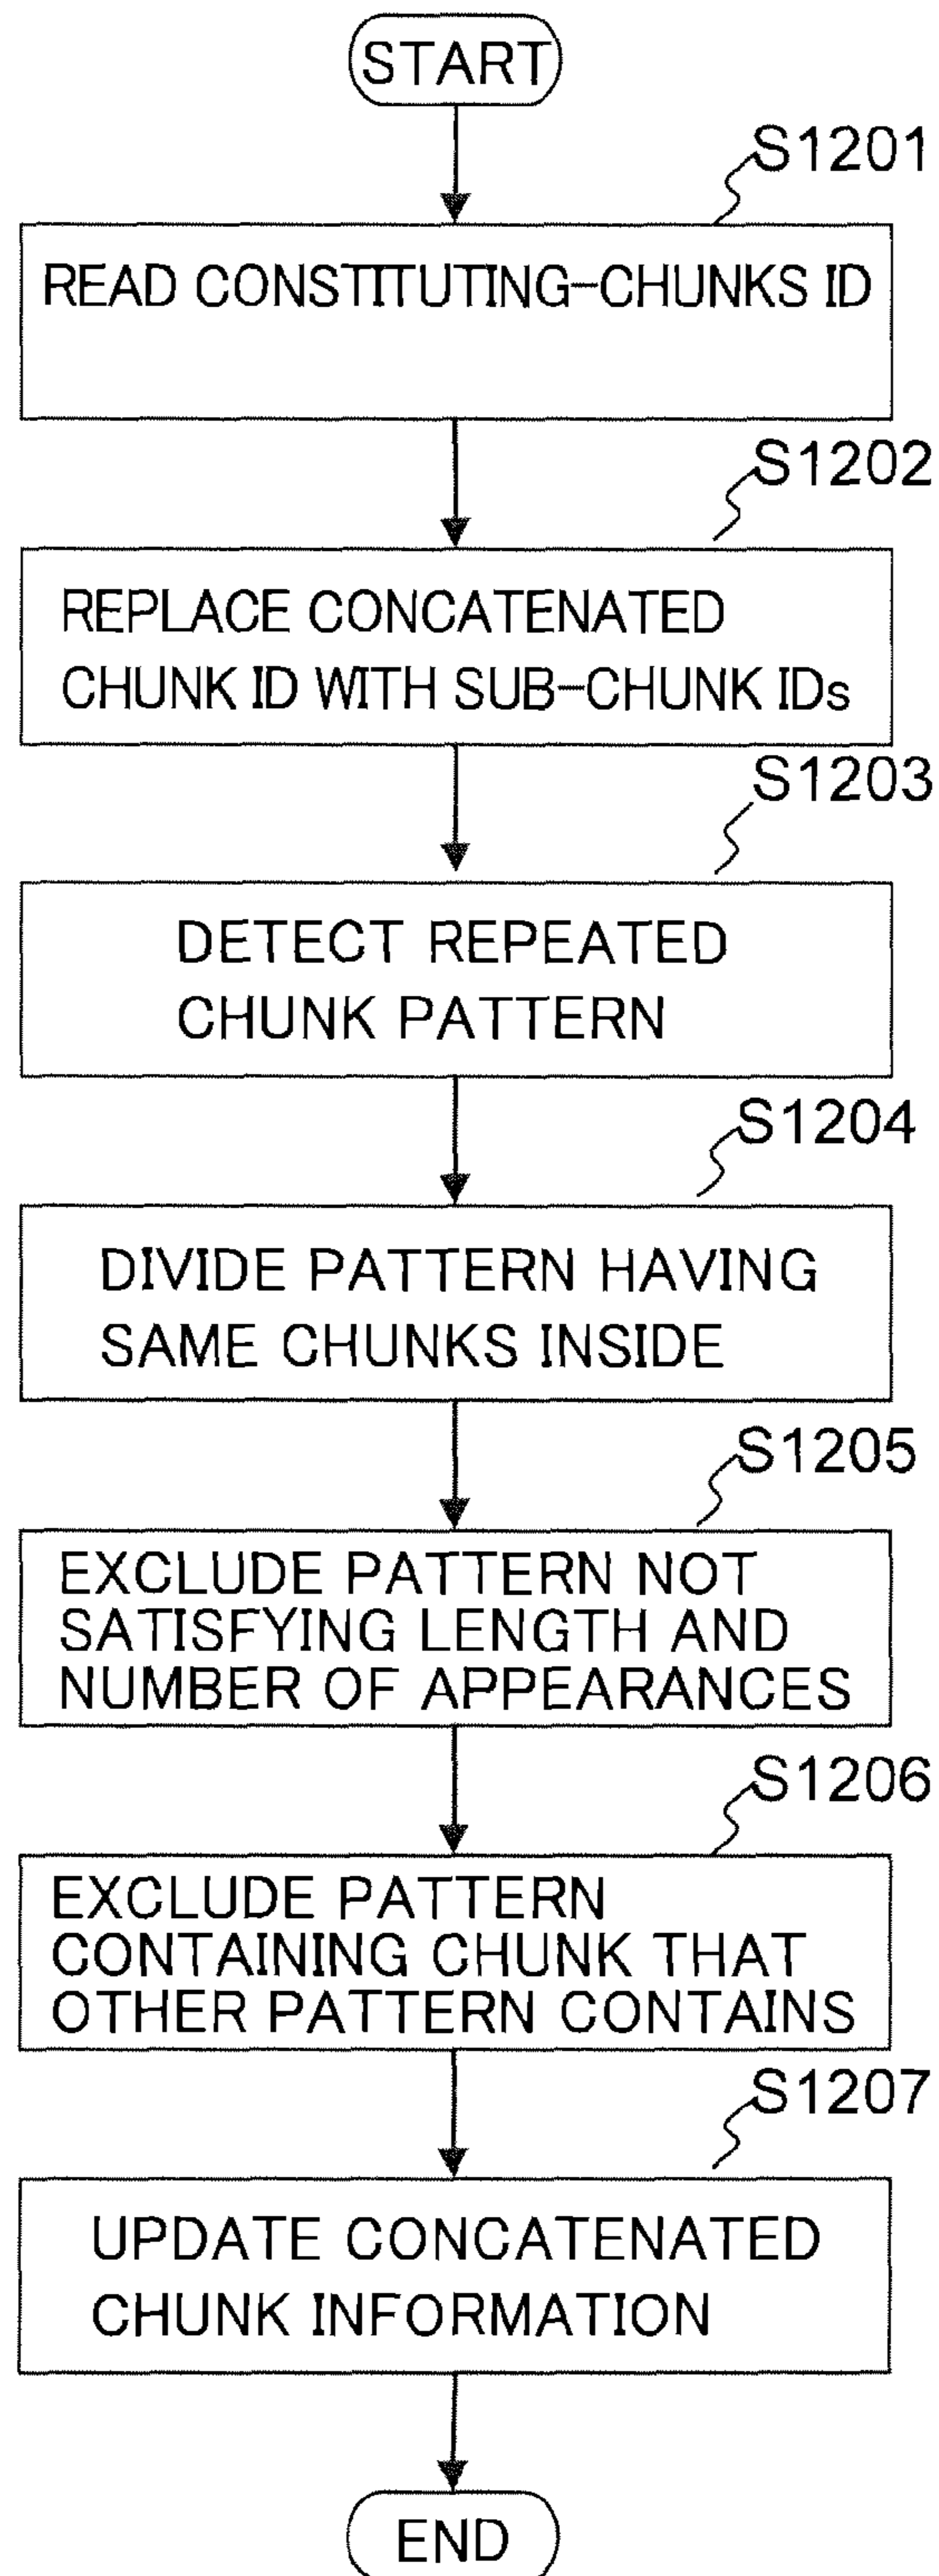 START
S1201
READ CONSTITUTING-CHUNKS ID
S1202
REPLACE CONCATENATED
CHUNK ID WITH SUB-CHUNK IDs
S1203
DETECT REPEATED
CHUNK PATTERN
S1204
DIVIDE PATTERN HAVING
SAME CHUNKS INSIDE
S1205
EXCLUDE PATTERN NOT
SATISFYING LENGTH AND
NUMBER OF APPEARANCES
S1206
EXCLUDE PATTERN
CONTAINING CHUNK THAT
OTHER PATTERN CONTAINS
S1207
UPDATE CONCATENATED
CHUNK INFORMATION
END